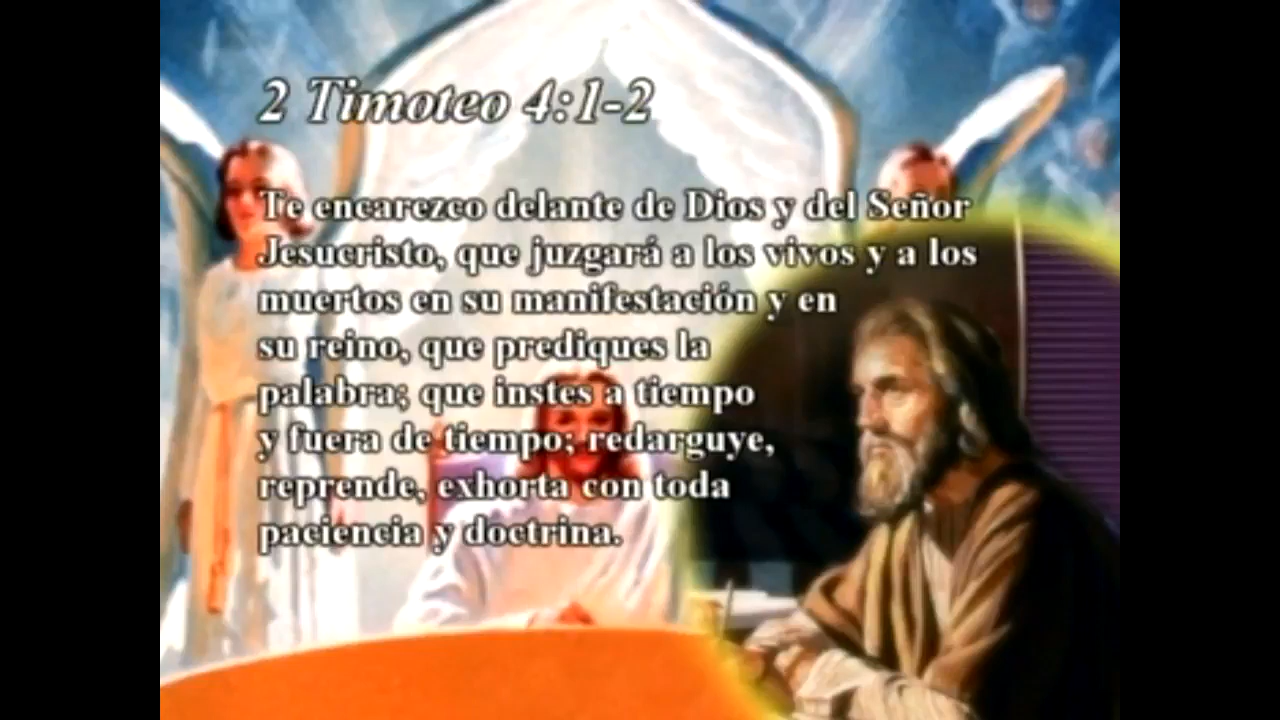 2 Timoteo 4:1-2
Te encarezco delante de Dios y del Señor
Jesucristo, que juzgará a los vivos y a los
muertos en su manifestación y en
su reino, que prediques la
palabra; que instes a tiempo
y fuera de tiempo; redarguye,
reprende, exhorta con toda
paciencia y doctrina.